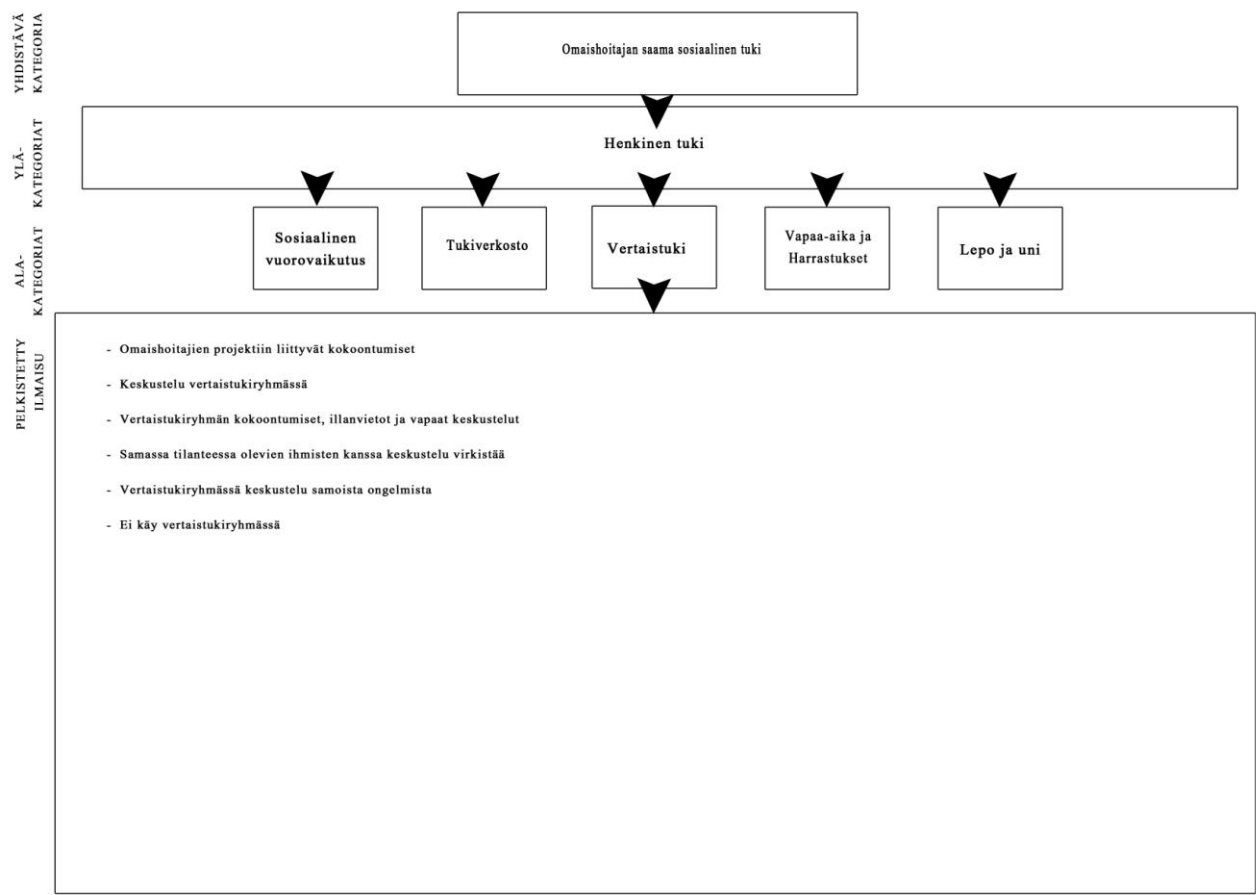 YHDISTÄVÄ
KATEGORIA
Omaishoitajan saama sosiaalinen tuki
YLÄ-
KATEGORIAT
Henkinen tuki
ALA-
KATEGORIAT
Sosiaalinen
vuorovaikutus
Tukiverkosto
Vertaistuki
Vapaa-aika ja
Harrastukset
Lepo ja uni
PELKISTETTY
ILMAISU
- Omaishoitajien projektiin liittyvät kokoontumiset
- Keskustelu vertaistukiryhmässä
- Vertaistukiryhmän kokoontumiset, illanvietot ja vapaat keskustelut
- Samassa tilanteessa olevien ihmisten kanssa keskustelu virkistää
- Vertaistukiryhmässä keskustelu samoista ongelmista
- Ei käy vertaistukiryhmässä